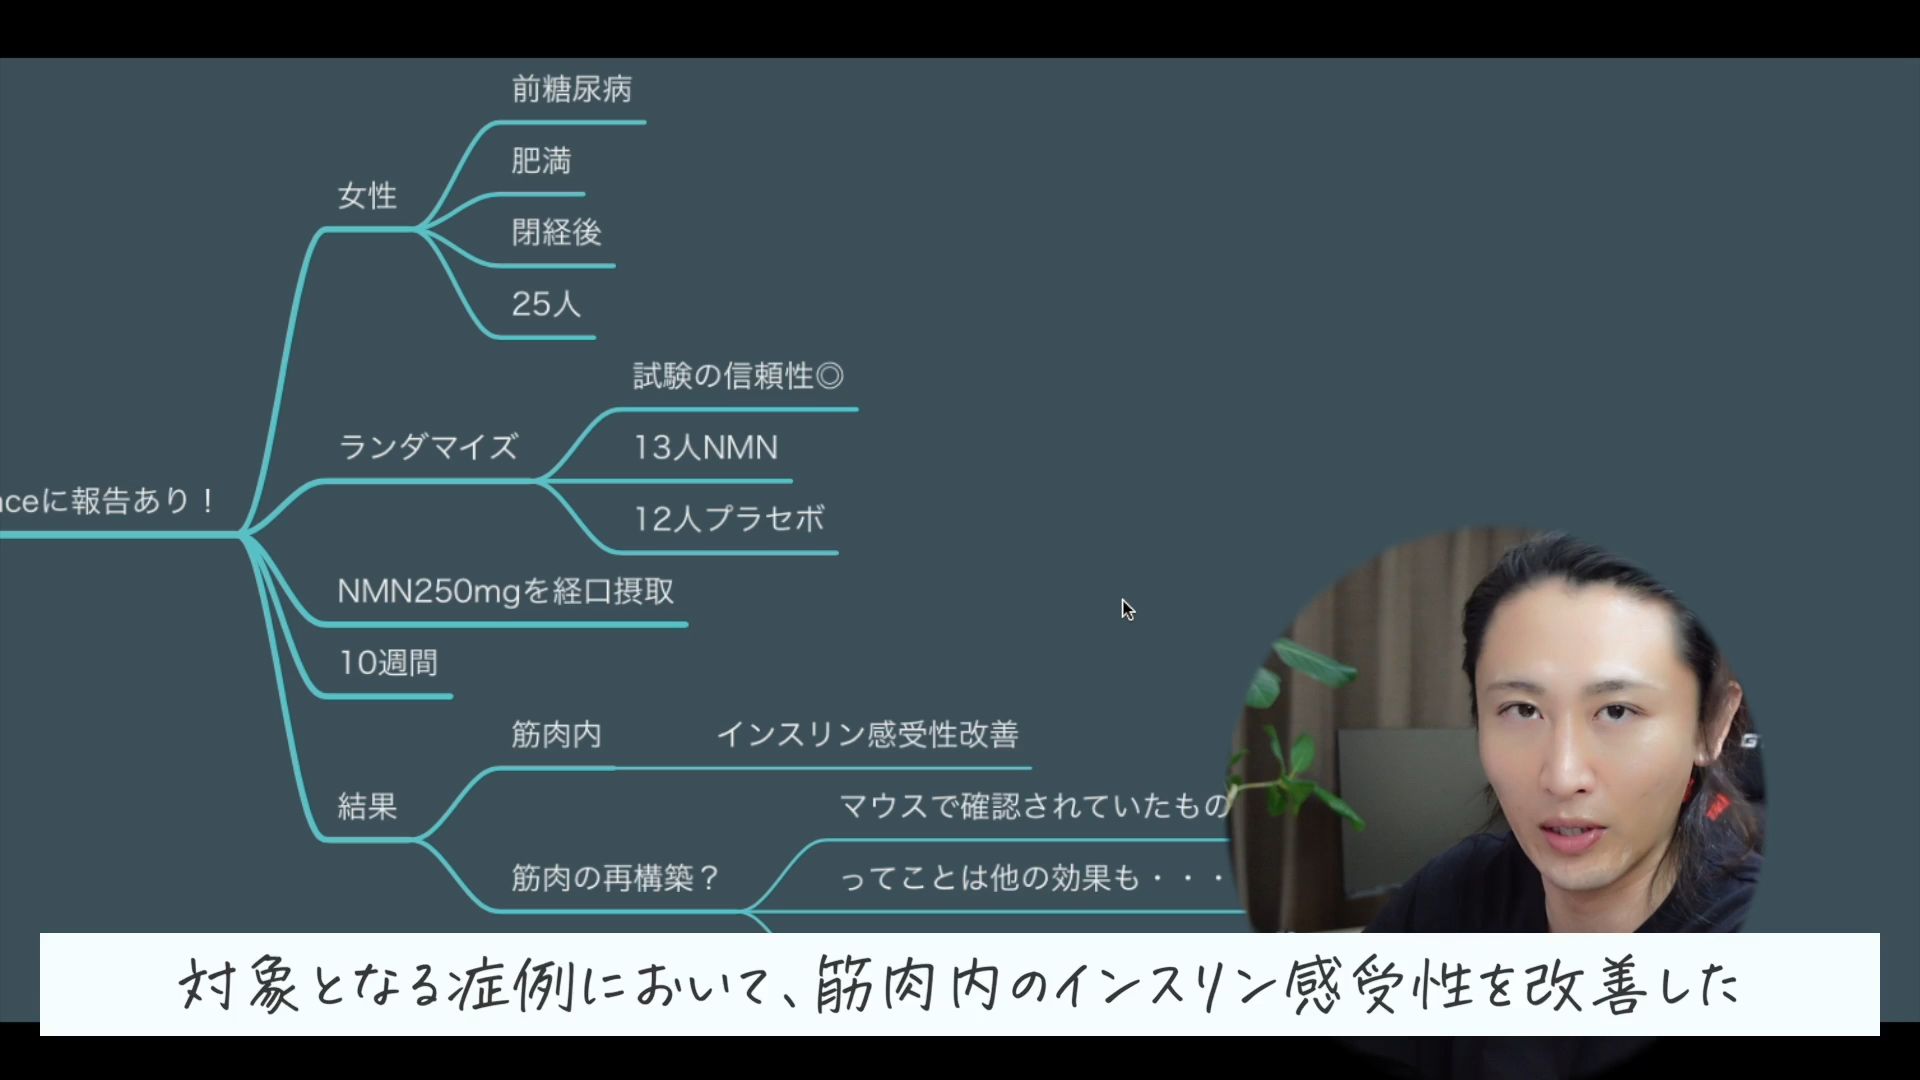 前糖尿病
肥満
女性
閉経後
25人
試験の信頼性◎
ランダマイズ
13人NMN
nceに報告あり！
12人プラセボ
NMN250mgを経口摂取
10週間
筋肉内
インスリン感受性改善
結果
マウスで確認されていたもの
筋肉の再構築？
ってことは他の効果も・・・
対象となる症例において、筋肉内のインスリン感受性を改善した